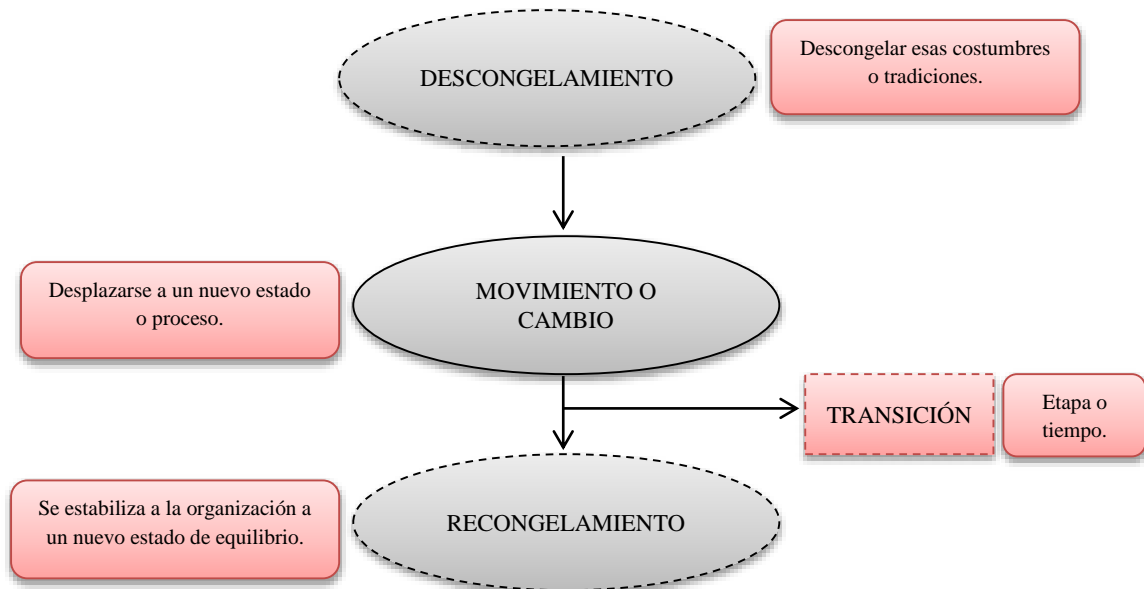 DESCONGELAMIENTO
Descongelar esas costumbres
o tradiciones.
Desplazarse a un nuevo estado
o proceso.
MOVIMIENTO O
CAMBIO
TRANSICIÓN
Etapa o
tiempo.
Se estabiliza a la organización a
un nuevo estado de equilibrio.
RECONGELAMIENTO